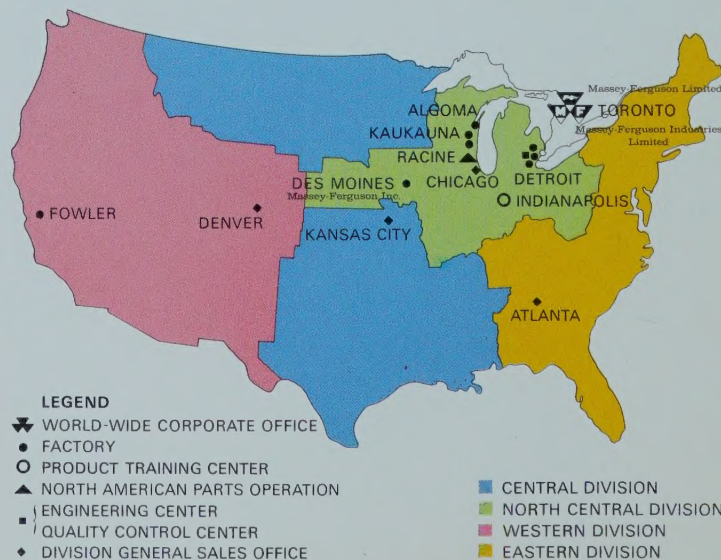 Massey-Ferguson Limited
ALGOMA
M F TORONTO
KAUKAUNA
Massey-Ferguson Industries
Limited
RACINE
DES MOINES
CHICAGO
DETROIT
Massey-Ferguson Inc.
INDIANAPOLIS
FOWLER
DENVER
KANSAS CITY
ATLANTA
LEGEND
WORLD-WIDE CORPORATE OFFICE
FACTORY
PRODUCT TRAINING CENTER
NORTH AMERICAN PARTS OPERATION
ENGINEERING CENTER
QUALITY CONTROL CENTER
DIVISION GENERAL SALES OFFICE
CENTRAL DIVISION
NORTH CENTRAL DIVISION
WESTERN DIVISION
EASTERN DIVISION